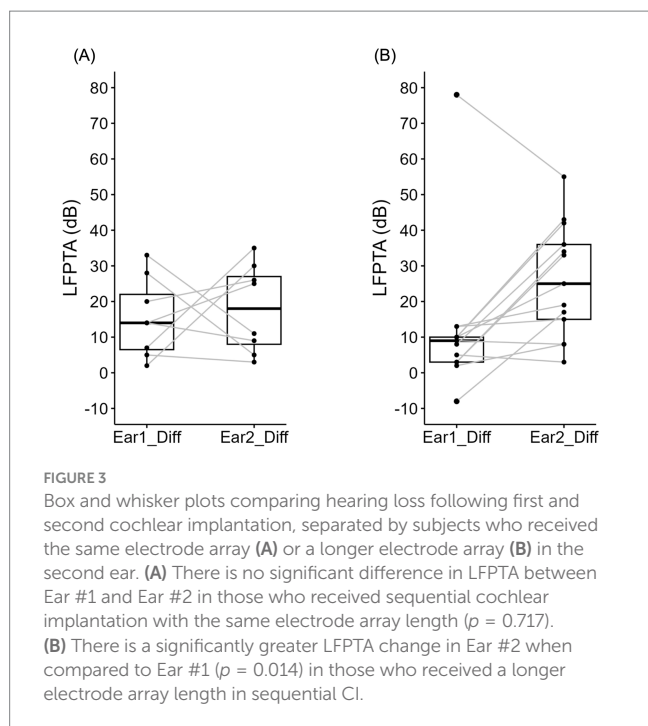 (A)
(B)
80
70
60
50
40
30
20
10
0
-10
LFPTA (dB)
Ear1_Diff
Ear2_Diff
80
70
60
50
40
30
20
10
0
-10
LFPTA (dB)
Ear1_Diff
Ear2_Diff
FIGURE 3
Box and whisker plots comparing hearing loss following first and
second cochlear implantation, separated by subjects who received
the same electrode array (A) or a longer electrode array (B) in the
second ear. (A) There is no significant difference in LFPTA between
Ear #1 and Ear #2 in those who received sequential cochlear
implantation with the same electrode array length (p = 0.717).
(B) There is a significantly greater LFPTA change in Ear #2 when
compared to Ear #1 (p = 0.014) in those who received a longer
electrode array length in sequential CI.